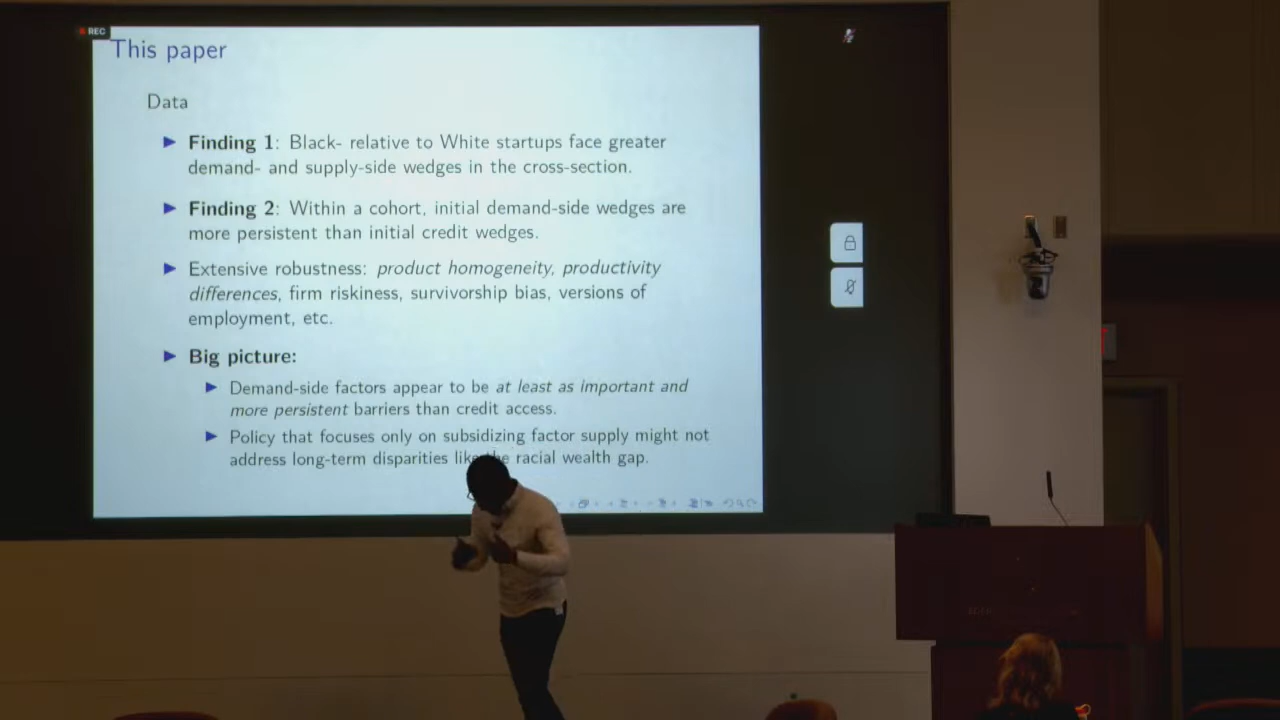 REC
This paper
Data
Finding 1: Black- relative to White startups face greater
demand- and supply-side wedges in the cross-section.
Finding 2: Within a cohort, initial demand-side wedges are
more persistent than initial credit wedges.
Extensive robustness: product homogeneity, productivity
differences, firm riskiness, survivorship bias, versions of
employment, etc.
Big picture:
Demand-side factors appear to be at least as important and
more persistent barriers than credit access.
Policy that focuses only on subsidizing factor supply might not
address long-term disparities like the racial wealth gap.